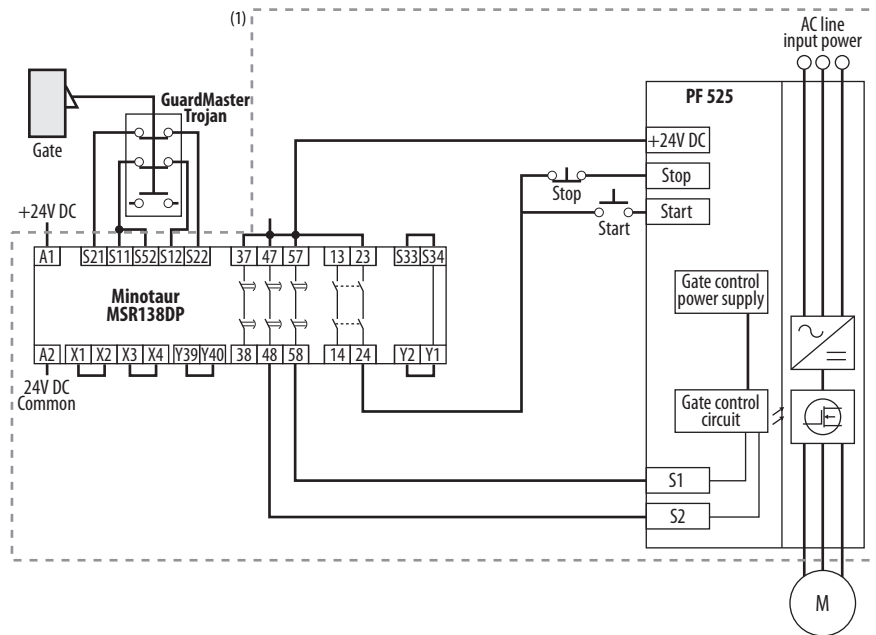 (1)
AC line
input power
GuardMaster
Trojan
PF 525
Gate
+24V DC
Stop
Stop
Start
Start
+24V DC
A1 S21 S11 S52 S12 S22 37 47 57 13 23 S33 S34
Minotaur
MSR138DP
Gate control
power supply
A2 X1 X2 X3 X4 Y39 Y40 38 48 58 14 24 Y2 Y1
24V DC
Common
Gate control
circuit
S1
S2
M